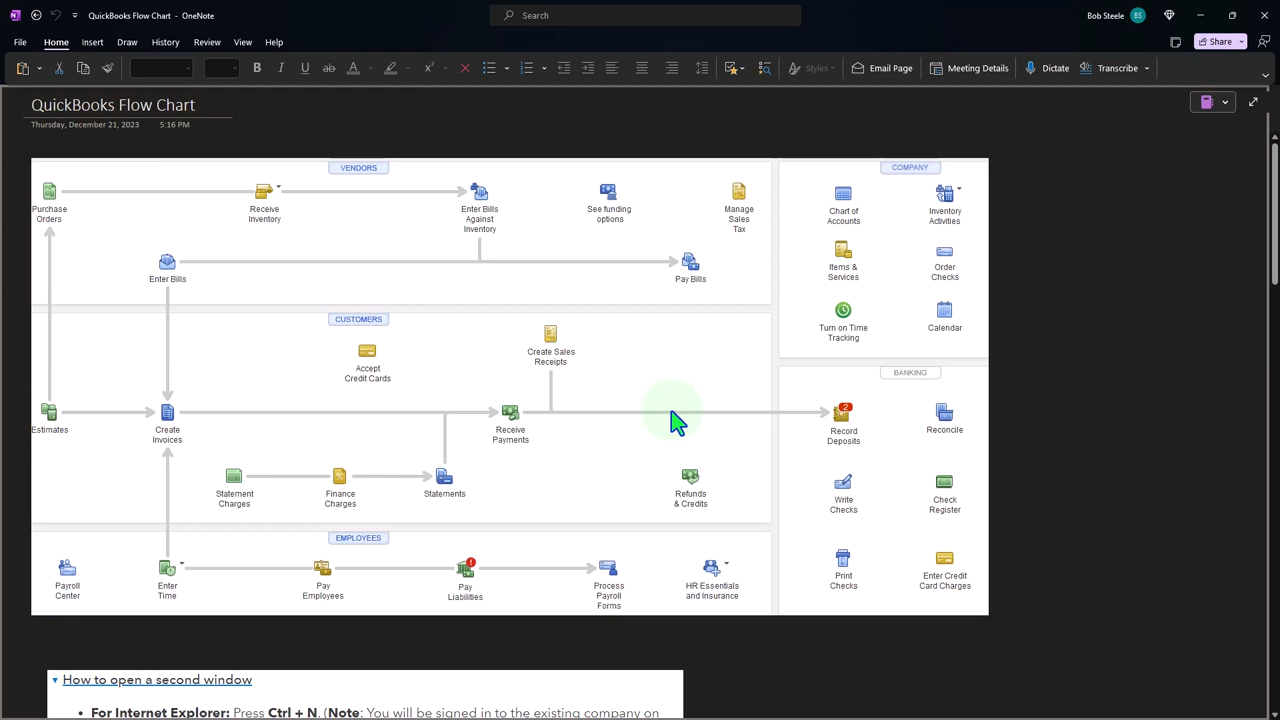 QuickBooks Flow Chart - OneNote
Search
Bob Steele
BS
File
Home
Insert
Draw
History
Review
View
Help
Share
B
I
U
ab
A
Styles
Email Page
Meeting Details
Dictate
Transcribe
QuickBooks Flow Chart
Thursday, December 21, 2023
5:16 PM
VENDORS
Purchase
Orders
Receive
Inventory
Enter Bills
Against
Inventory
See funding
options
Manage
Sales
Tax
Enter Bills
Pay Bills
CUSTOMERS
Create Sales
Receipts
Accept
Credit Cards
Estimates
Create
Invoices
Receive
Payments
Statement
Charges
Finance
Charges
Statements
Refunds
& Credits
EMPLOYEES
Payroll
Center
Enter
Time
Pay
Employees
Pay
Liabilities
Process
Payroll
Forms
HR Essentials
and Insurance
COMPANY
Chart of
Accounts
Inventory
Activities
Items &
Services
Order
Checks
Turn on Time
Tracking
Calendar
BANKING
2
Record
Deposits
Reconcile
Write
Checks
Check
Register
Print
Checks
Enter Credit
Card Charges
How to open a second window
• For Internet Explorer: Press Ctrl + N. (Note: You will be signed in to the existing company on